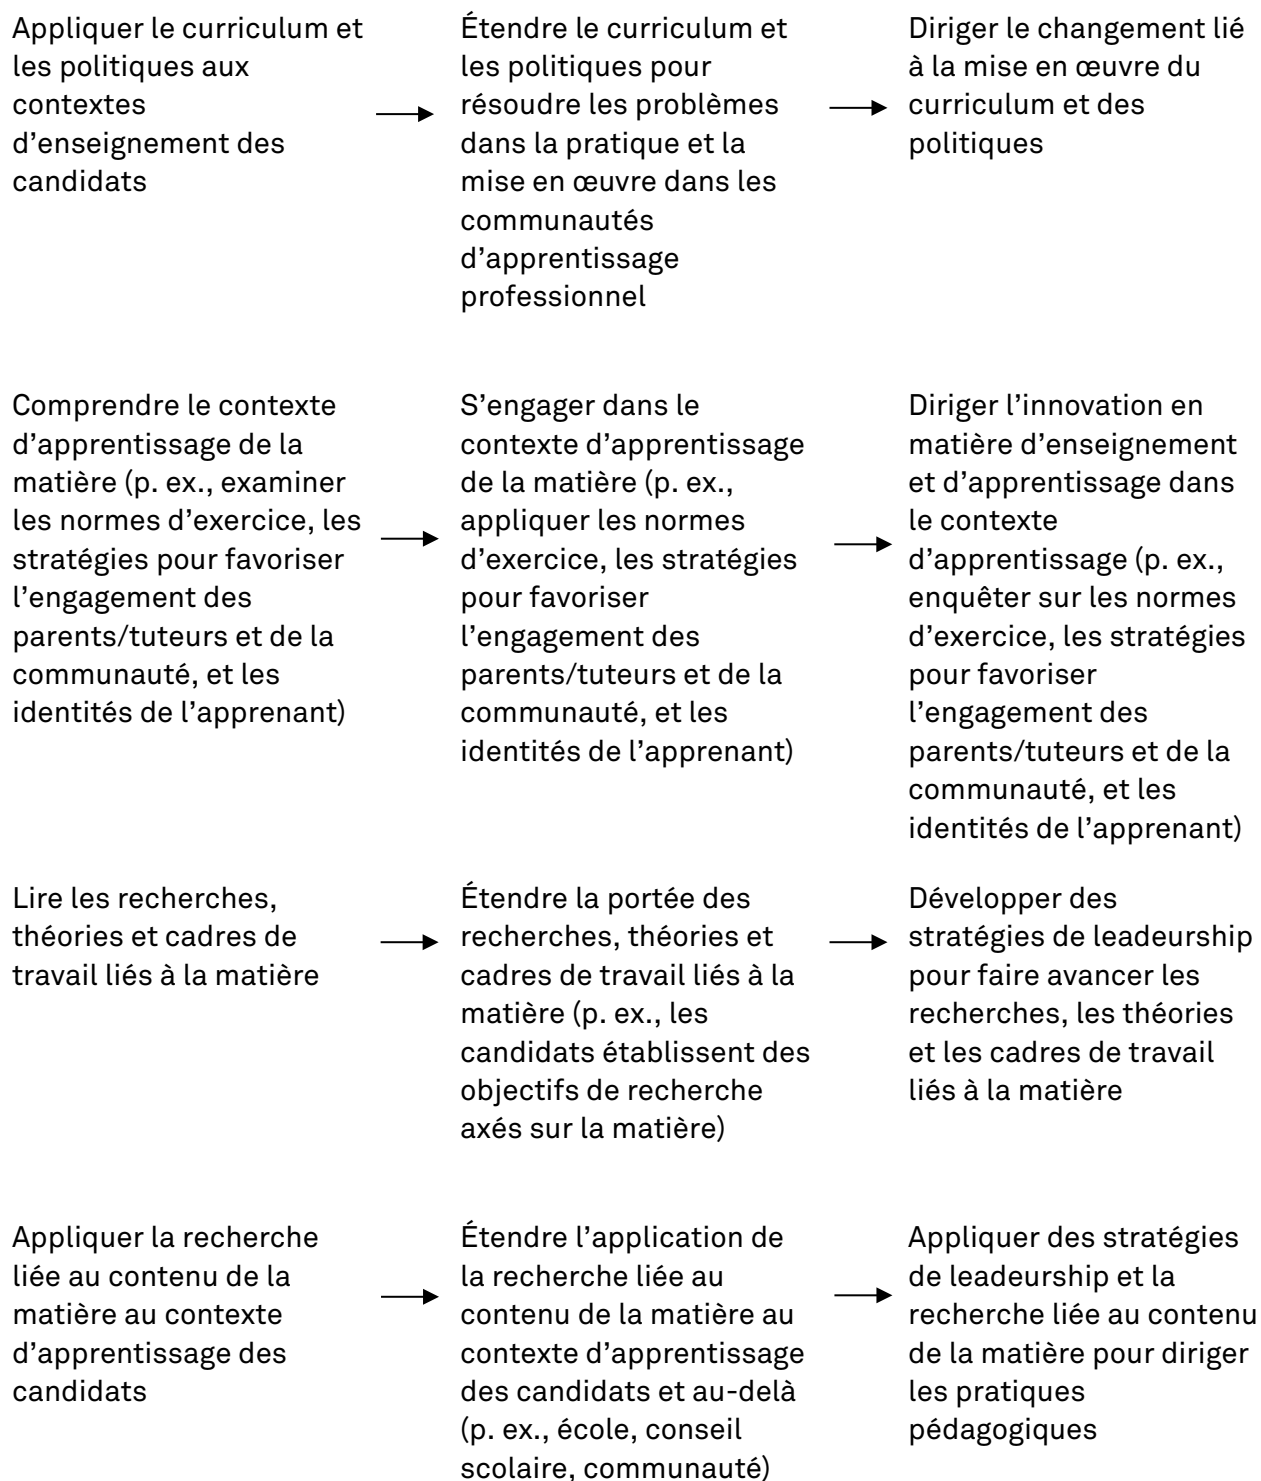 Appliquer le curriculum et
les politiques aux
contextes
d’enseignement des
candidats
Étendre le curriculum et
les politiques pour
résoudre les problèmes
dans la pratique et la
mise en œuvre dans les
communautés
d’apprentissage
professionnel
Diriger le changement lié
à la mise en œuvre du
curriculum et des
politiques
Comprendre le contexte
d’apprentissage de la
matière (p. ex., examiner
les normes d’exercice, les
stratégies pour favoriser
l’engagement des
parents/tuteurs et de la
communauté, et les
identités de l’apprenant)
S’engager dans le
contexte d’apprentissage
de la matière (p. ex.,
appliquer les normes
d’exercice, les stratégies
pour favoriser
l’engagement des
parents/tuteurs et de la
communauté, et les
identités de l’apprenant)
Diriger l’innovation en
matière d’enseignement
et d’apprentissage dans
le contexte
d’apprentissage (p. ex.,
enquêter sur les normes
d’exercice, les stratégies
pour favoriser
l’engagement des
parents/tuteurs et de la
communauté, et les
identités de l’apprenant)
Lire les recherches,
théories et cadres de
travail liés à la matière
Étendre la portée des
recherches, théories et
cadres de travail liés à la
matière (p. ex., les
candidats établissent des
objectifs de recherche
axés sur la matière)
Développer des
stratégies de leadeurship
pour faire avancer les
recherches, les théories
et les cadres de travail
liés à la matière
Appliquer la recherche
liée au contenu de la
matière au contexte
d’apprentissage des
candidats
Étendre l’application de
la recherche liée au
contenu de la matière au
contexte d’apprentissage
des candidats et au-delà
(p. ex., école, conseil
scolaire, communauté)
Appliquer des stratégies
de leadeurship et la
recherche liée au contenu
de la matière pour diriger
les pratiques
pédagogiques